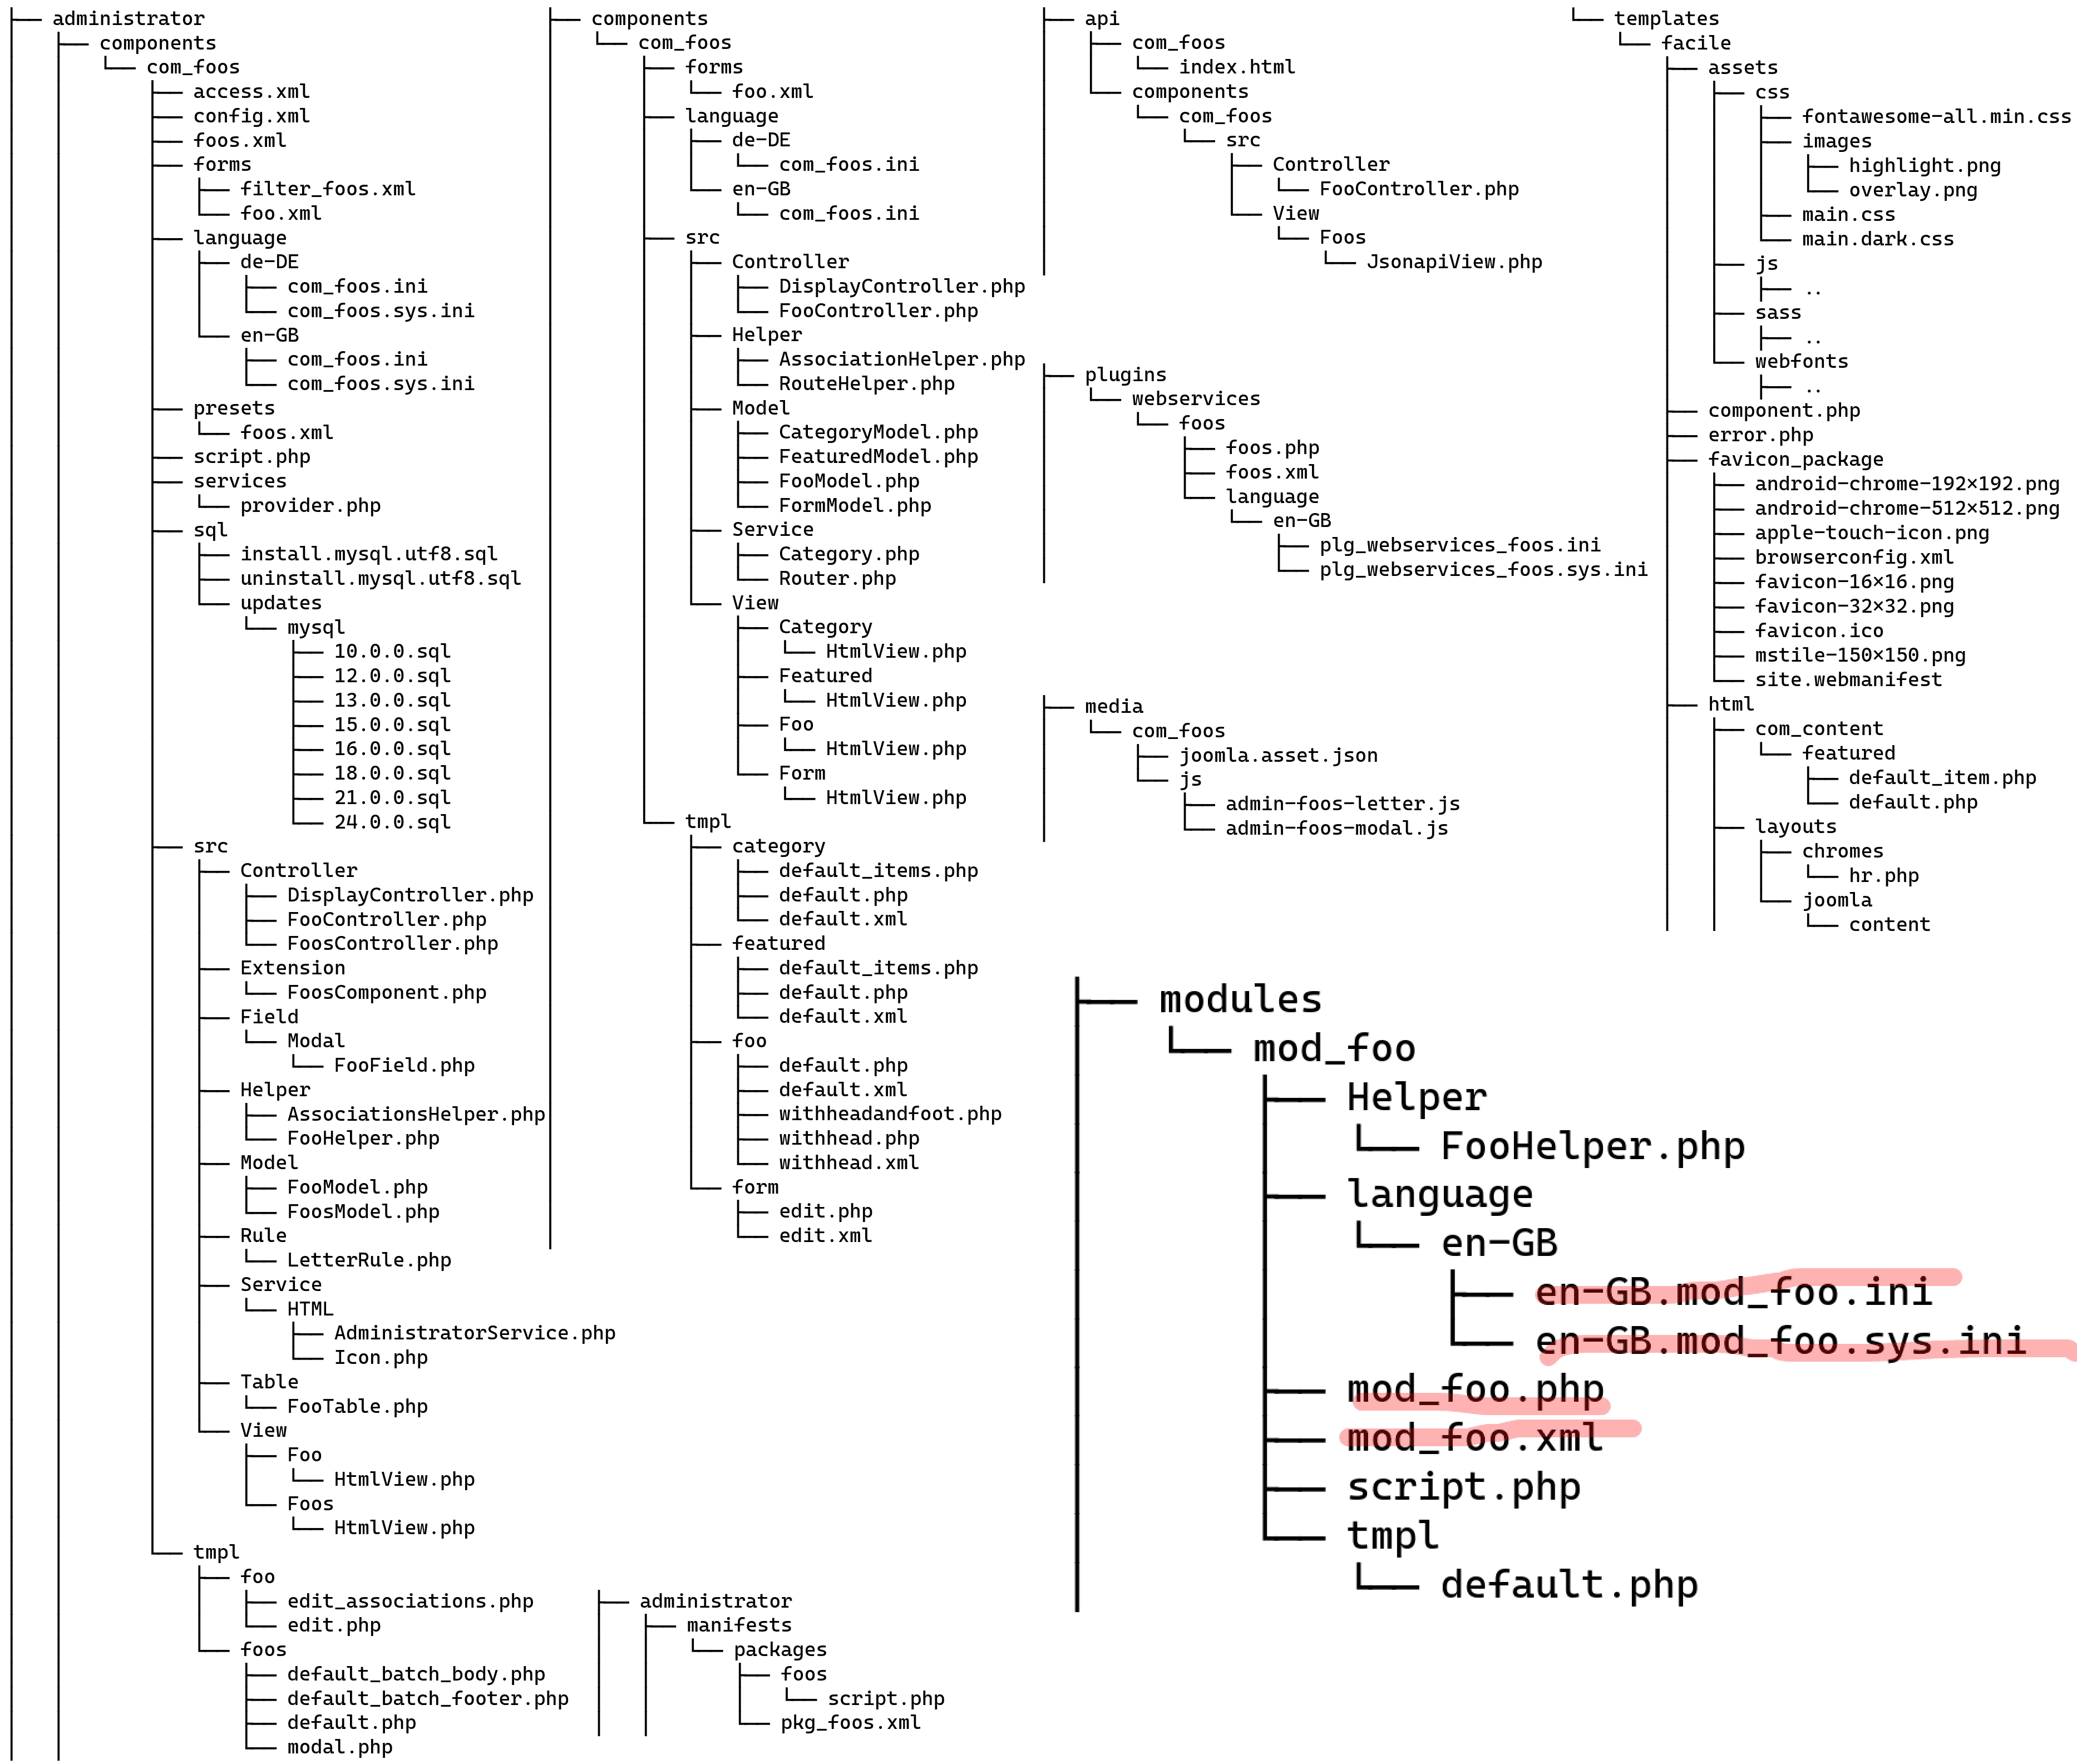 administrator
components
com_foos
access.xml
config.xml
foos.xml
forms
filter_foos.xml
foo.xml
language
de-DE
com_foos.ini
com_foos.sys.ini
en-GB
com_foos.ini
com_foos.sys.ini
presets
foos.xml
script.php
services
provider.php
sql
install.mysql.utf8.sql
uninstall.mysql.utf8.sql
updates
mysql
10.0.0.sql
12.0.0.sql
13.0.0.sql
15.0.0.sql
16.0.0.sql
18.0.0.sql
21.0.0.sql
24.0.0.sql
src
Controller
DisplayController.php
FooController.php
FoosController.php
Extension
FoosComponent.php
Field
Modal
FooField.php
Helper
AssociationsHelper.php
FooHelper.php
Model
FooModel.php
FoosModel.php
Rule
LetterRule.php
Service
HTML
AdministratorService.php
Icon.php
Table
FooTable.php
View
Foo
HtmlView.php
Foos
HtmlView.php
tmpl
foo
edit_associations.php
edit.php
foos
default_batch_body.php
default_batch_footer.php
default.php
modal.php
components
com_foos
forms
foo.xml
language
de-DE
com_foos.ini
en-GB
com_foos.ini
src
Controller
DisplayController.php
FooController.php
Helper
AssociationHelper.php
RouteHelper.php
Model
CategoryModel.php
FeaturedModel.php
FooModel.php
FormModel.php
Service
Category.php
Router.php
View
Category
HtmlView.php
Featured
HtmlView.php
Foo
HtmlView.php
Form
HtmlView.php
tmpl
category
default_items.php
default.php
default.xml
featured
default_items.php
default.php
default.xml
foo
default.php
default.xml
withheadandfoot.php
withhead.php
withhead.xml
form
edit.php
edit.xml
administrator
manifests
packages
foos
script.php
pkg_foos.xml
api
com_foos
index.html
components
com_foos
src
Controller
FooController.php
View
Foos
JsonapiView.php
plugins
webservices
foos
foos.php
foos.xml
language
en-GB
plg_webservices_foos.ini
plg_webservices_foos.sys.ini
media
com_foos
joomla.asset.json
js
admin-foos-letter.js
admin-foos-modal.js
templates
facile
assets
css
fontawesome-all.min.css
images
highlight.png
overlay.png
main.css
main.dark.css
js
..
sass
..
webfonts
..
component.php
error.php
favicon_package
android-chrome-192×192.png
android-chrome-512×512.png
apple-touch-icon.png
browserconfig.xml
favicon-16×16.png
favicon-32×32.png
favicon.ico
mstile-150×150.png
site.webmanifest
html
com_content
featured
default_item.php
default.php
layouts
chromes
hr.php
joomla
content
modules
mod_foo
Helper
FooHelper.php
language
en-GB
en-GB.mod_foo.ini
en-GB.mod_foo.sys.ini
mod_foo.php
mod_foo.xml
script.php
tmpl
default.php